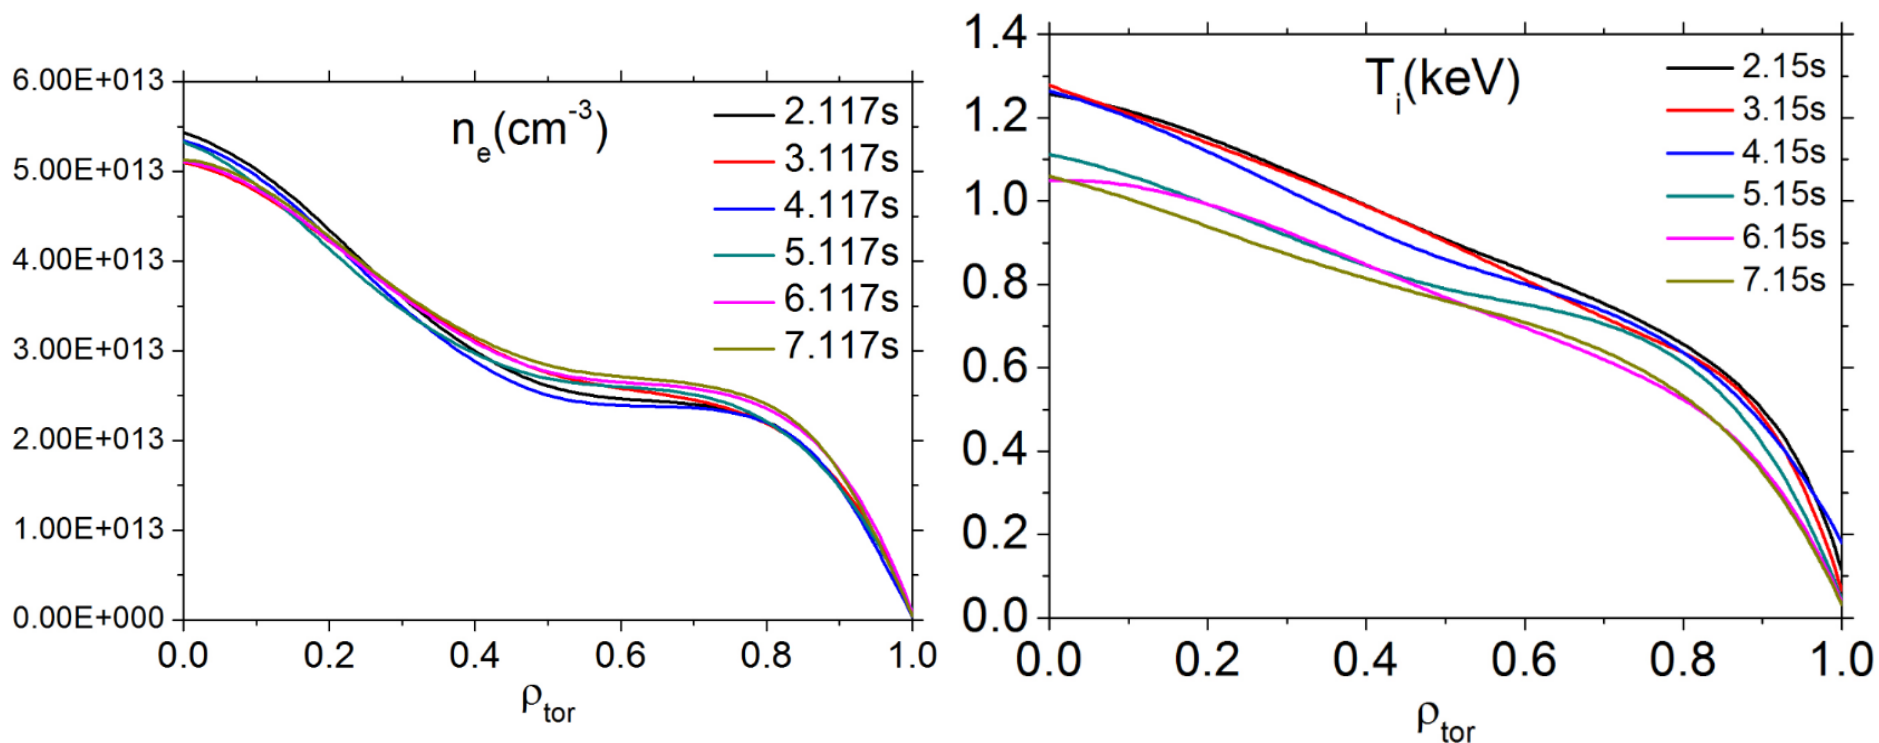 6.00E+013
5.00E+013
4.00E+013
3.00E+013
2.00E+013
1.00E+013
0.00E+000
n_e(cm^-3)
2.117s
3.117s
4.117s
5.117s
6.117s
7.117s
0.0 0.2 0.4 0.6 0.8 1.0
ρ_tor
1.4
1.2
1.0
0.8
0.6
0.4
0.2
0.0
T_i(keV)
2.15s
3.15s
4.15s
5.15s
6.15s
7.15s
0.0 0.2 0.4 0.6 0.8 1.0
ρ_tor